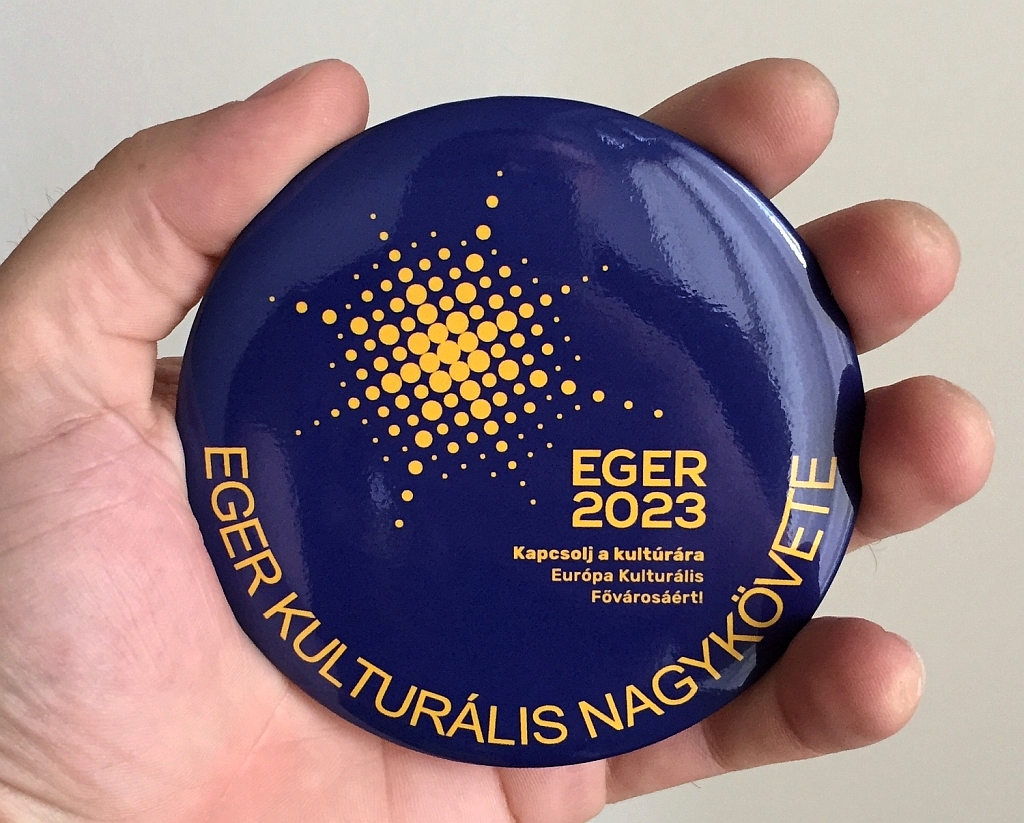 EGER
2023
Kapcsolj a kultúrára
Európa Kulturális
Fővárosáért!
EGER KULTURÁLIS NAGYKÖVETE